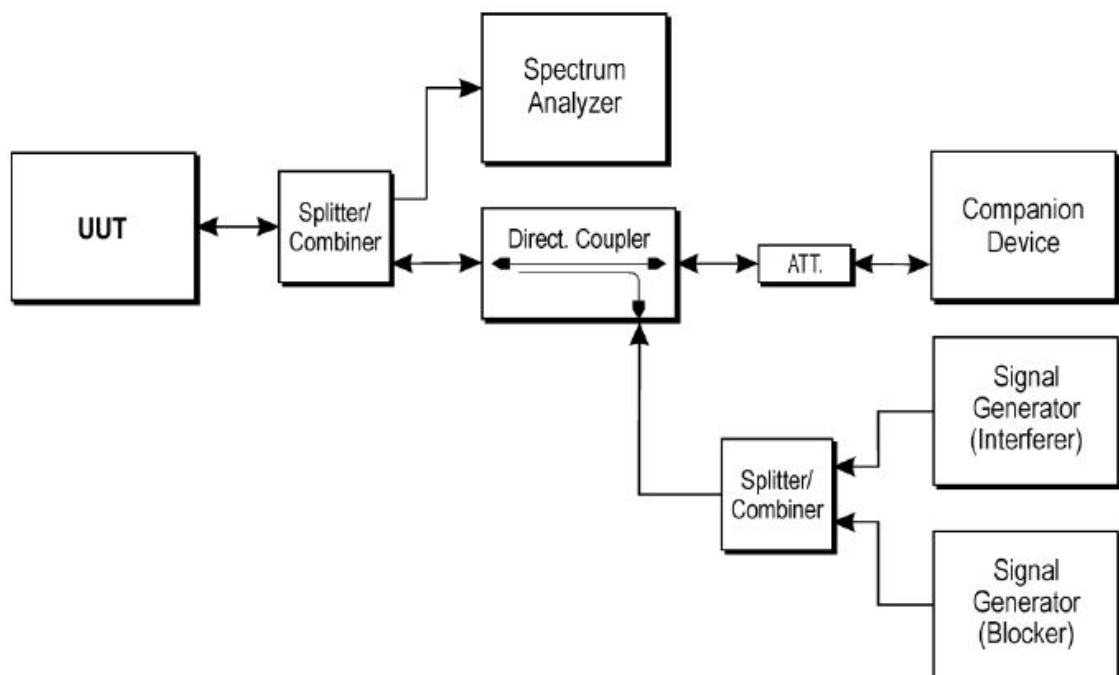 Spectrum
Analyzer
UUT
Splitter/
Combiner
Direct. Coupler
ATT.
Companion
Device
Signal
Generator
(Interferer)
Splitter/
Combiner
Signal
Generator
(Blocker)